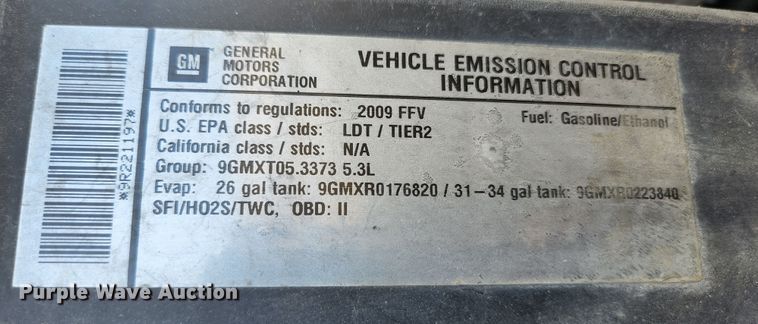 GM
GENERAL
MOTORS
CORPORATION
VEHICLE EMISSION CONTROL
INFORMATION
Conforms to regulations: 2009 FFV
Fuel: Gasoline/Ethanol
U.S. EPA class / stds: LDT / TIER2
California class / stds: N/A
Group: 9GMXT05.3373 5.3L
Evap: 26 gal tank: 9GMXR0176820 / 31-34 gal tank: 9GMXR0223840
SFI/HO2S/TWC, OBD: II
*9R221197*
Purple Wave Auction